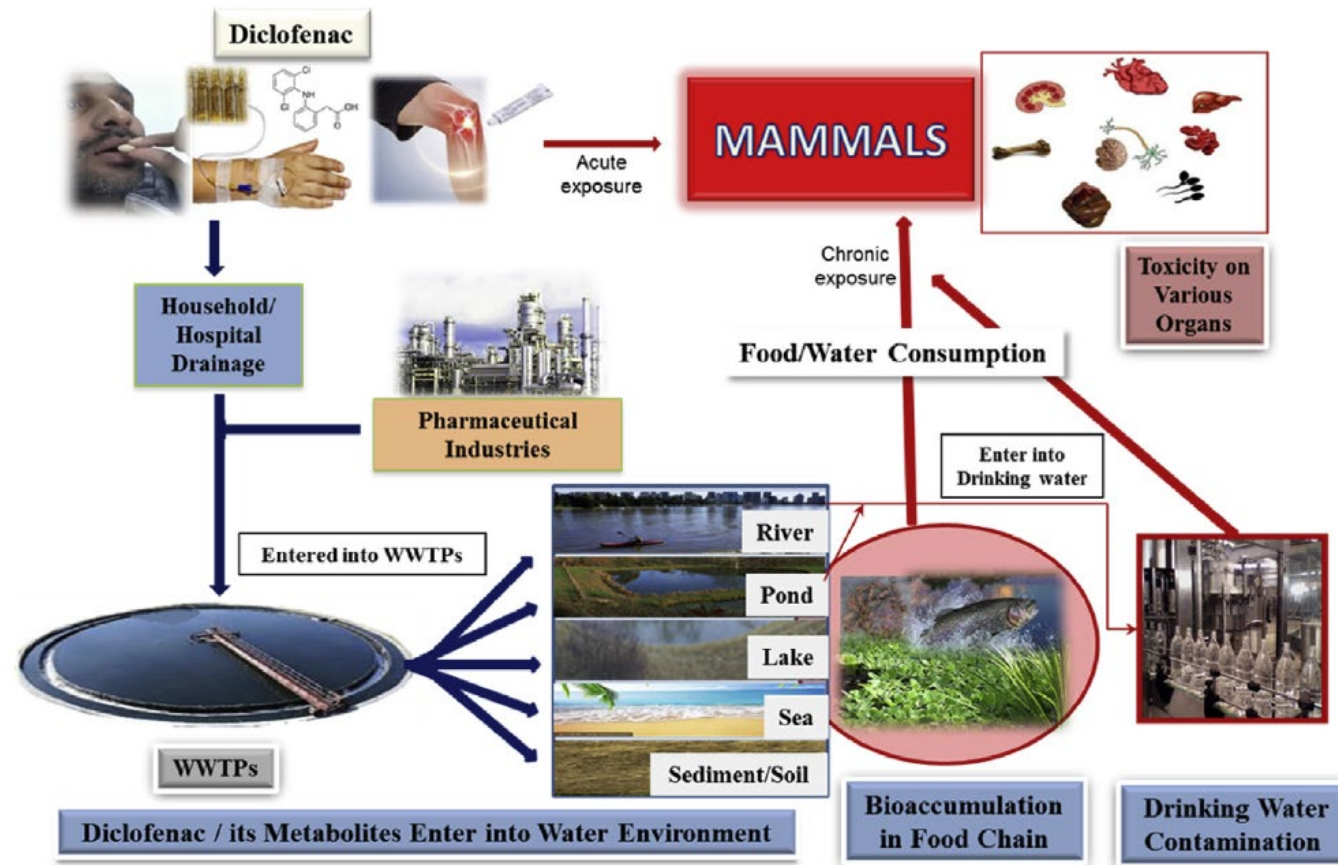 Diclofenac
Cl
NH
Cl
OH
O
Acute
exposure
MAMMALS
Toxicity on
Various
Organs
Chronic
exposure
Household/
Hospital
Drainage
Food/Water Consumption
Pharmaceutical
Industries
Enter into
Drinking water
Entered into WWTPs
River
Pond
Lake
Sea
Sediment/Soil
WWTPs
Diclofenac / its Metabolites Enter into Water Environment
Bioaccumulation
in Food Chain
Drinking Water
Contamination